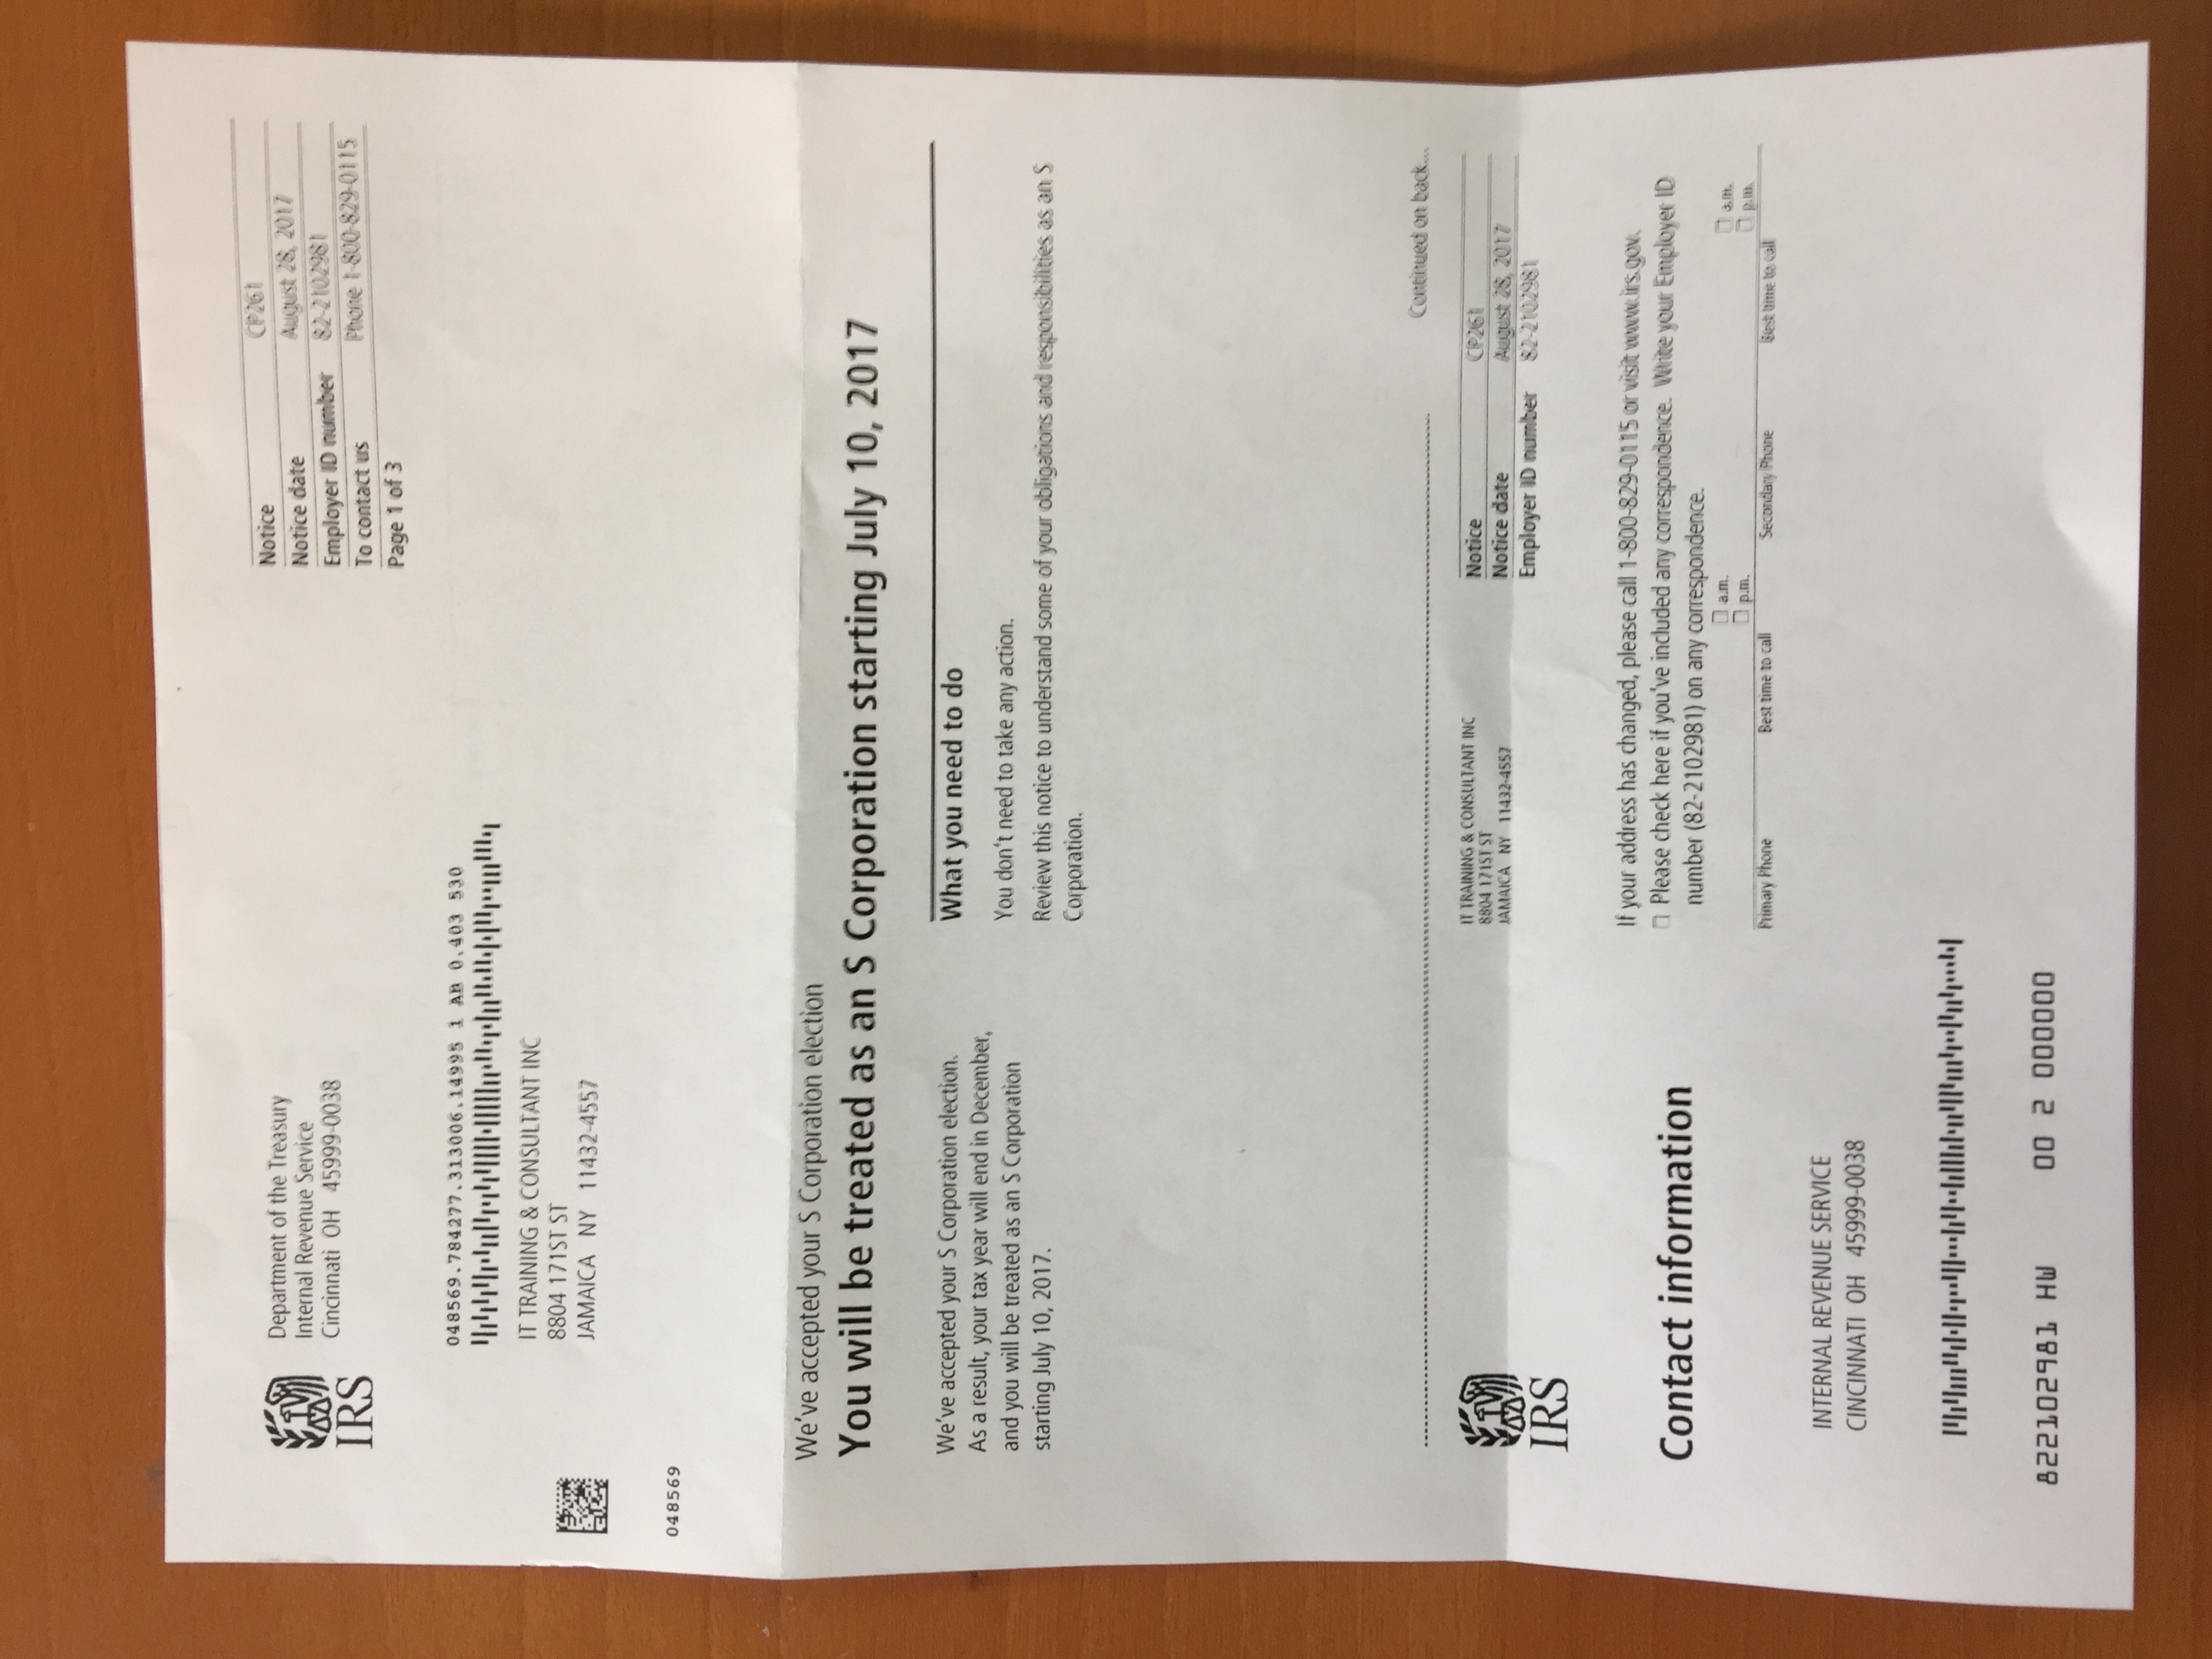 IRS
Department of the Treasury
Internal Revenue Service
Cincinnati OH 45999-0038
Notice CP261
Notice date August 28, 2017
Employer ID number 82-2102981
To contact us Phone 1-800-829-0115
Page 1 of 3
048569.784277.313006.14995 1 AB 0.403 530
IT TRAINING & CONSULTANT INC
8804 171ST ST
JAMAICA NY 11432-4557
048569
We've accepted your S Corporation election
You will be treated as an S Corporation starting July 10, 2017
We've accepted your S Corporation election.
As a result, your tax year will end in December,
and you will be treated as an S Corporation
starting July 10, 2017.
What you need to do
You don't need to take any action.
Review this notice to understand some of your obligations and responsibilities as an S
Corporation.
Continued on back...
IRS
IT TRAINING & CONSULTANT INC
8804 171ST ST
JAMAICA NY 11432-4557
Notice CP261
Notice date August 28, 2017
Employer ID number 82-2102981
Contact information
If your address has changed, please call 1-800-829-0115 or visit www.irs.gov.
Please check here if you've included any correspondence. Write your Employer ID
number (82-2102981) on any correspondence.
a.m. a.m.
p.m. p.m.
Primary Phone Best time to call Secondary Phone Best time to call
INTERNAL REVENUE SERVICE
CINCINNATI OH 45999-0038
822102981 HW 00 2 000000